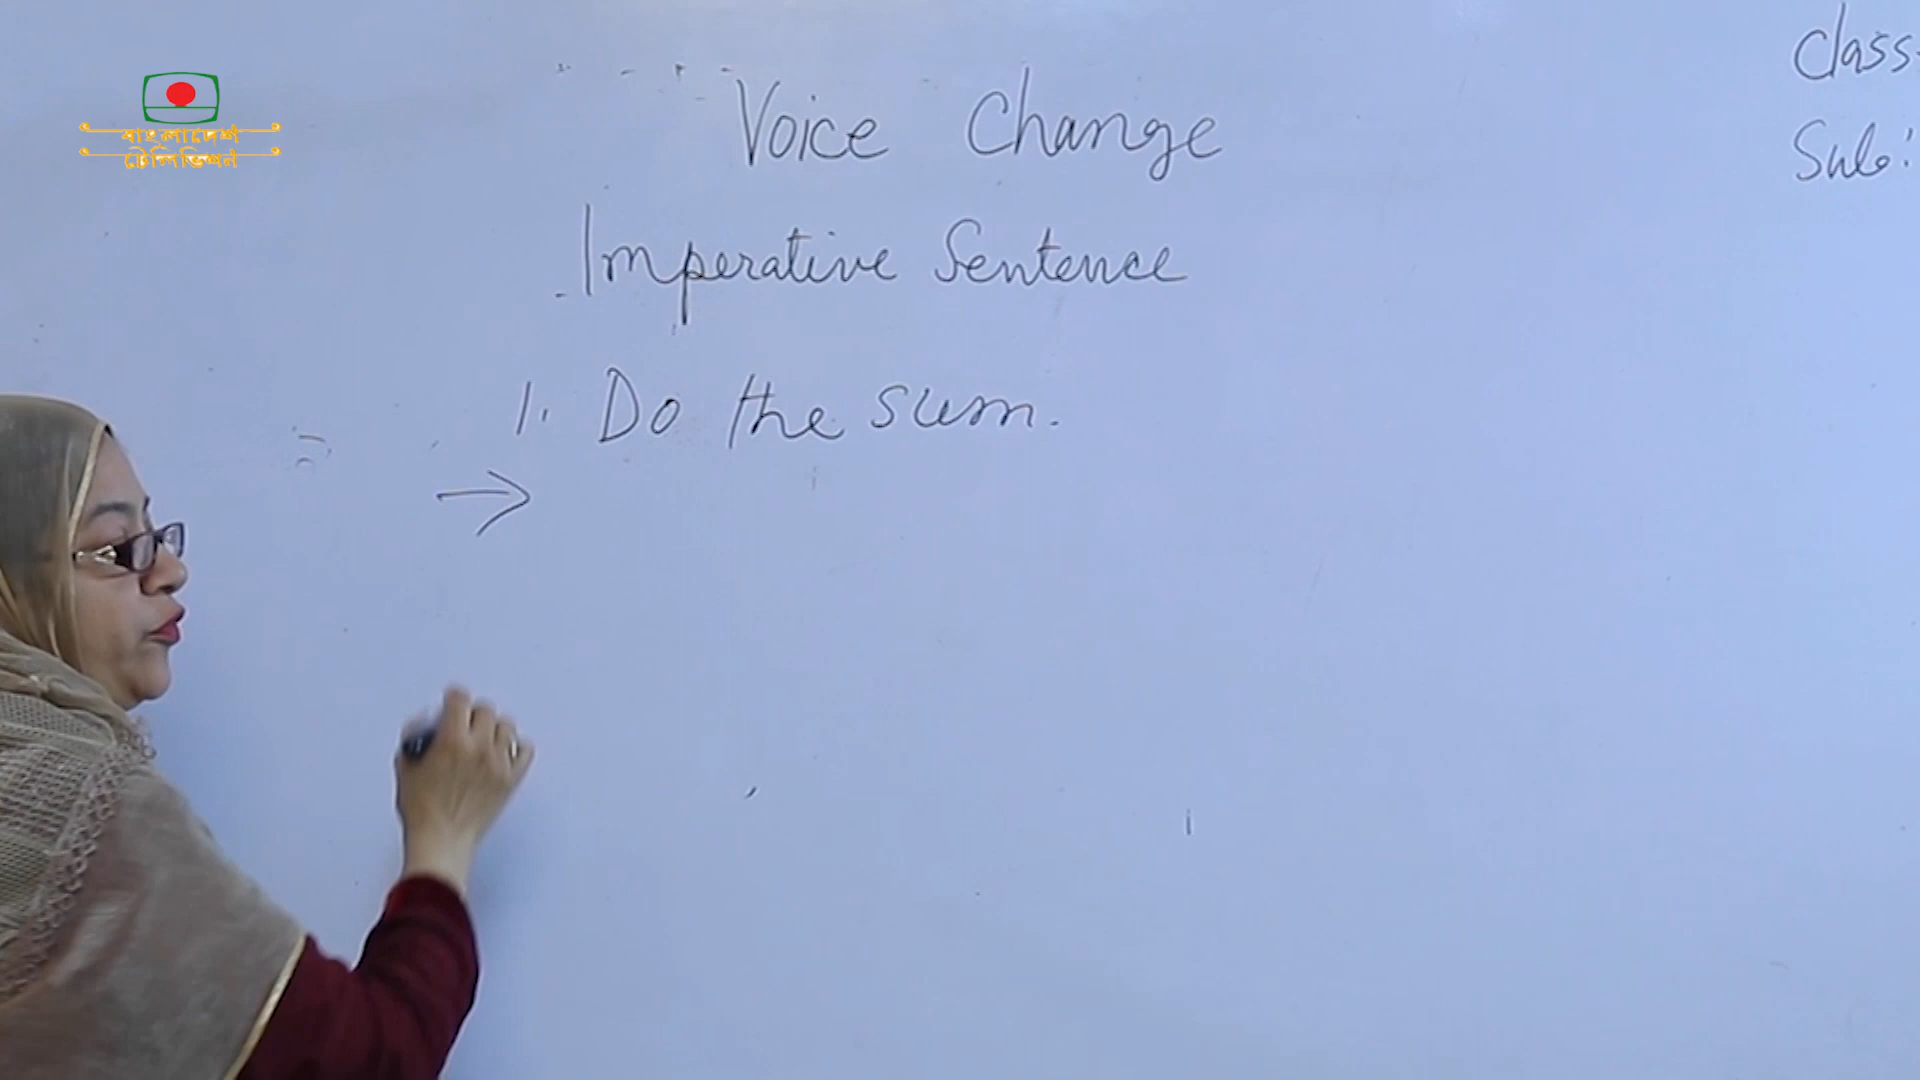 বাংলাদেশ
টেলিভিশন
Voice Change
Imperative Sentence
1. Do the sum.
→
Class
Sub: